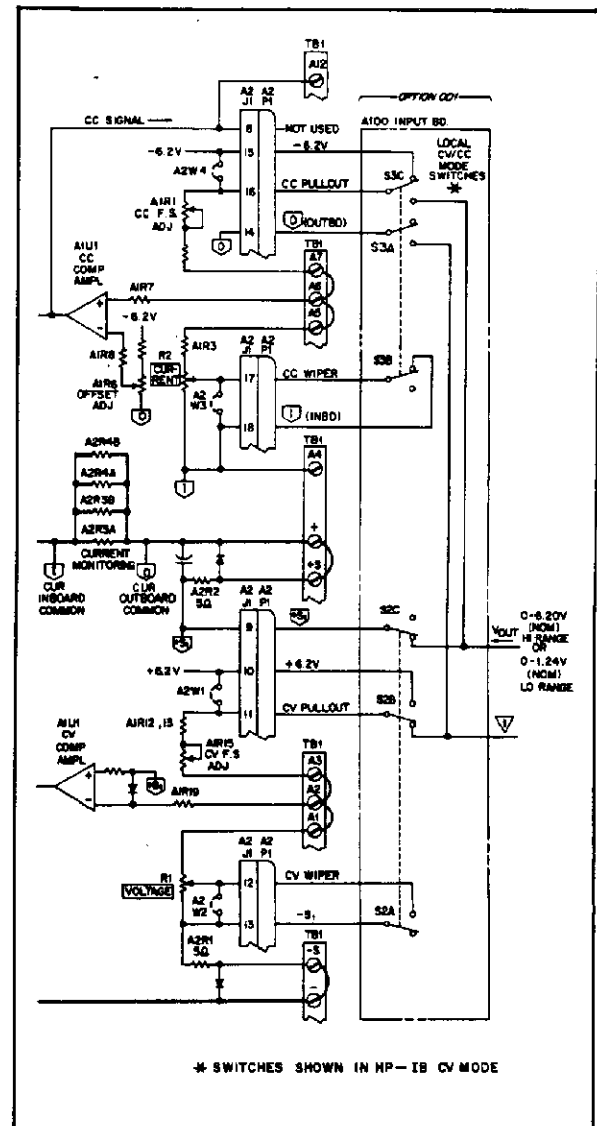 TB1
A12
OPTION 001
A2 A2
J1 P1
A100 INPUT BD.
CC SIGNAL
8
NOT USED
LOCAL
CV/CC
MODE
SWITCHES
*
-6.2V
15
-6.2V
A2W4
S3C
16
CC PULLOUT
A1R1
CC F.S.
ADJ
14
(OUTBD)
S3A
TB1
A7
A6
A5
A1U1
CC
COMP
AMPL
+
-
A1R7
-6.2V
A1R8
A1R6
OFFSET
ADJ
A1R3
A2 A2
J1 P1
R2
CUR-
RENT
17
CC WIPER
S3B
A2
W3
18
I
(INBD)
TB1
A4
I
A2R4B
A2R4A
A2R3B
A2R3A
CURRENT
MONITORING
CUR
INBOARD
COMMON
CUR
OUTBOARD
COMMON
+
+S
A2R2
5Ω
A2 A2
J1 P1
9
S2C
VOUT
0-6.20V
(NOM)
HI RANGE
OR
0-1.24V
(NOM)
LO RANGE
+6.2V
10
+6.2V
A2W1
S2B
11
CV PULLOUT
A1R12, 13
A1R15
CV F.S
ADJ
A1U1
CV
COMP
AMPL
+
-
A1R19
TB1
A3
A2
A1
A2 A2
J1 P1
R1
VOLTAGE
12
CV WIPER
A2
W2
13
-S1
S2A
A2R1
5Ω
TB1
-S
-
* SWITCHES SHOWN IN HP-IB CV MODE